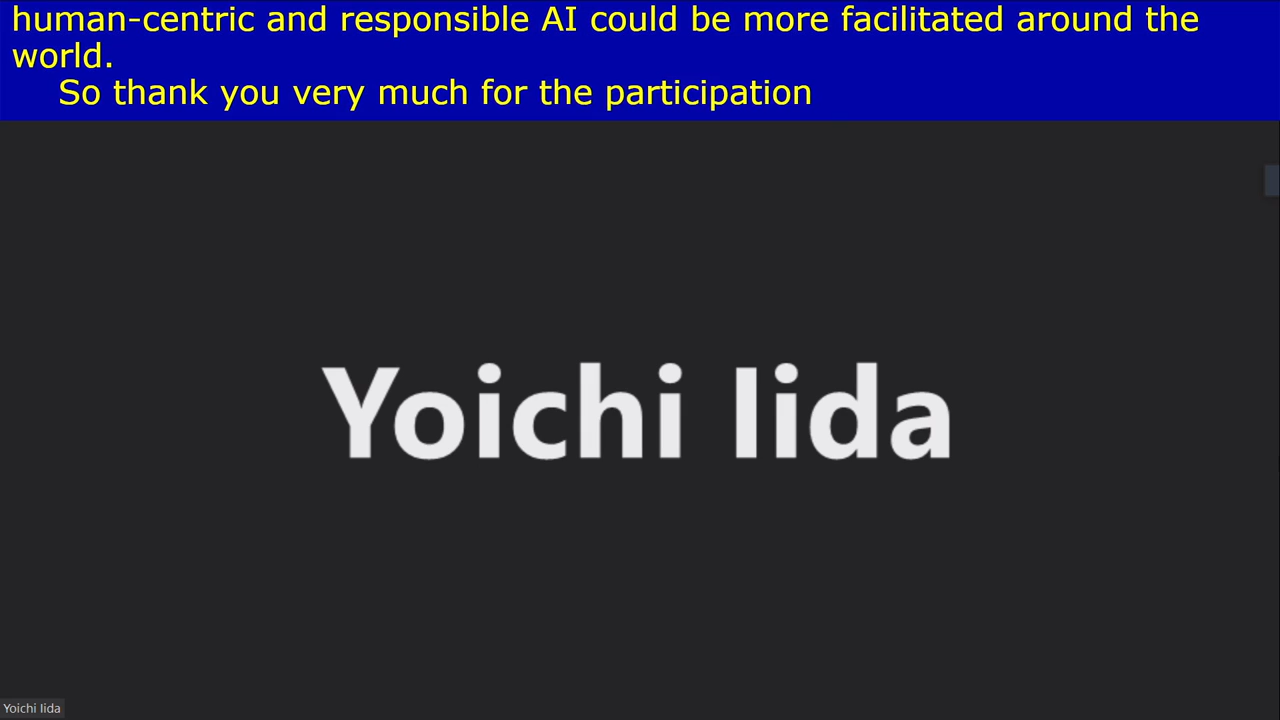 human-centric and responsible AI could be more facilitated around the
world.
So thank you very much for the participation
Yoichi Iida
Yoichi Iida